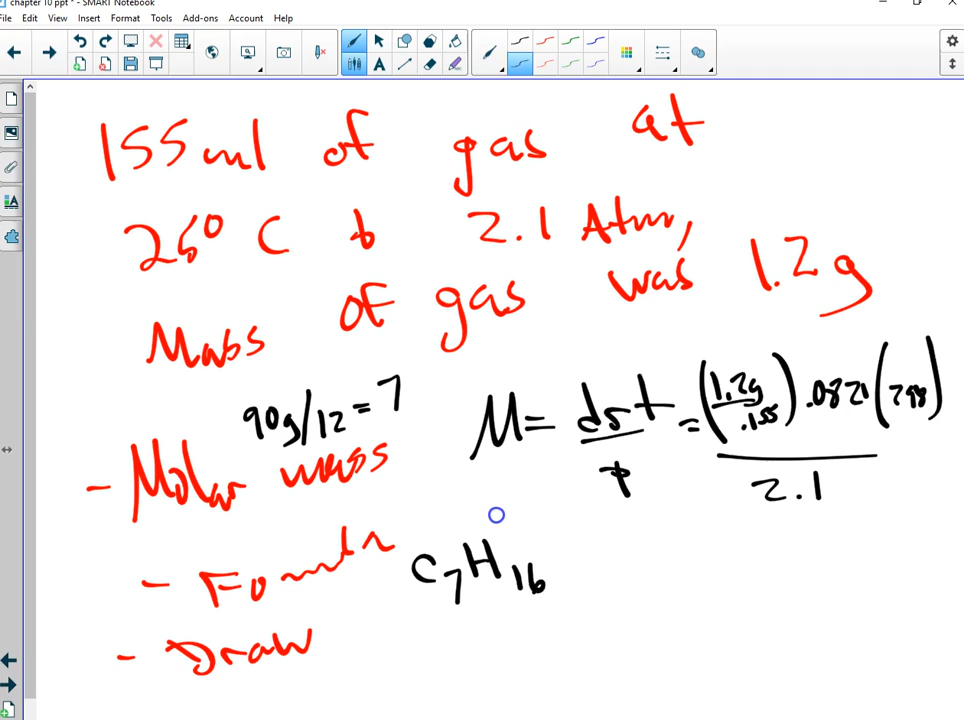 chapter 10 ppt * - SMART Notebook
File Edit View Insert Format Tools Add-ons Account Help
155 ml of gas at
25° C & 2.1 Atm,
Mass of gas was 1.2 g
90g/12 = 7
M = drt/P = (1.2g/.155) .0821 (298)/2.1
- Molar mass
- Formula C7H16
- Draw